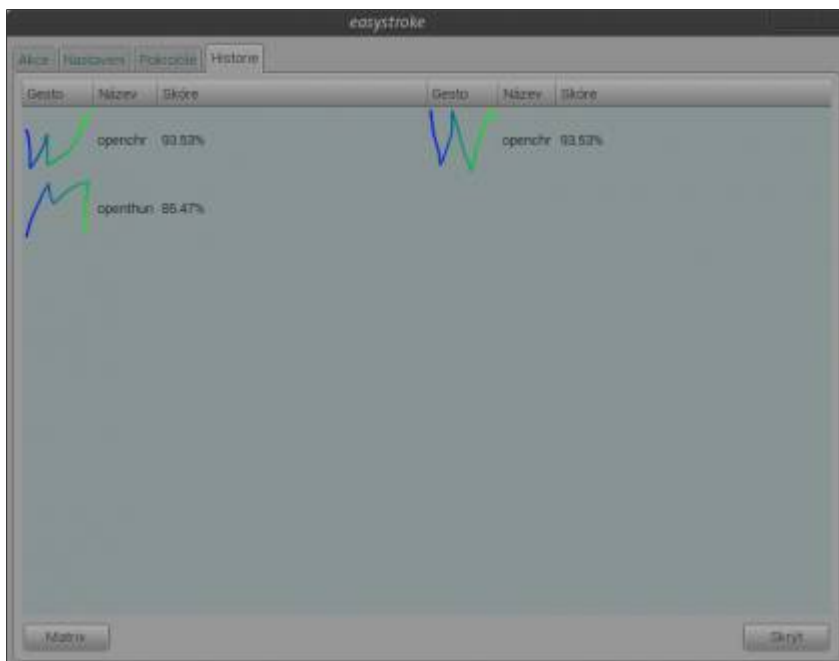 easystroke
Akce Nastavení Pokročilé Historie
Gesto Název Skóre Gesto Název Skóre
openchr 93.53% openchr 93.53%
openthun 85.47%
Matrix Skrýt